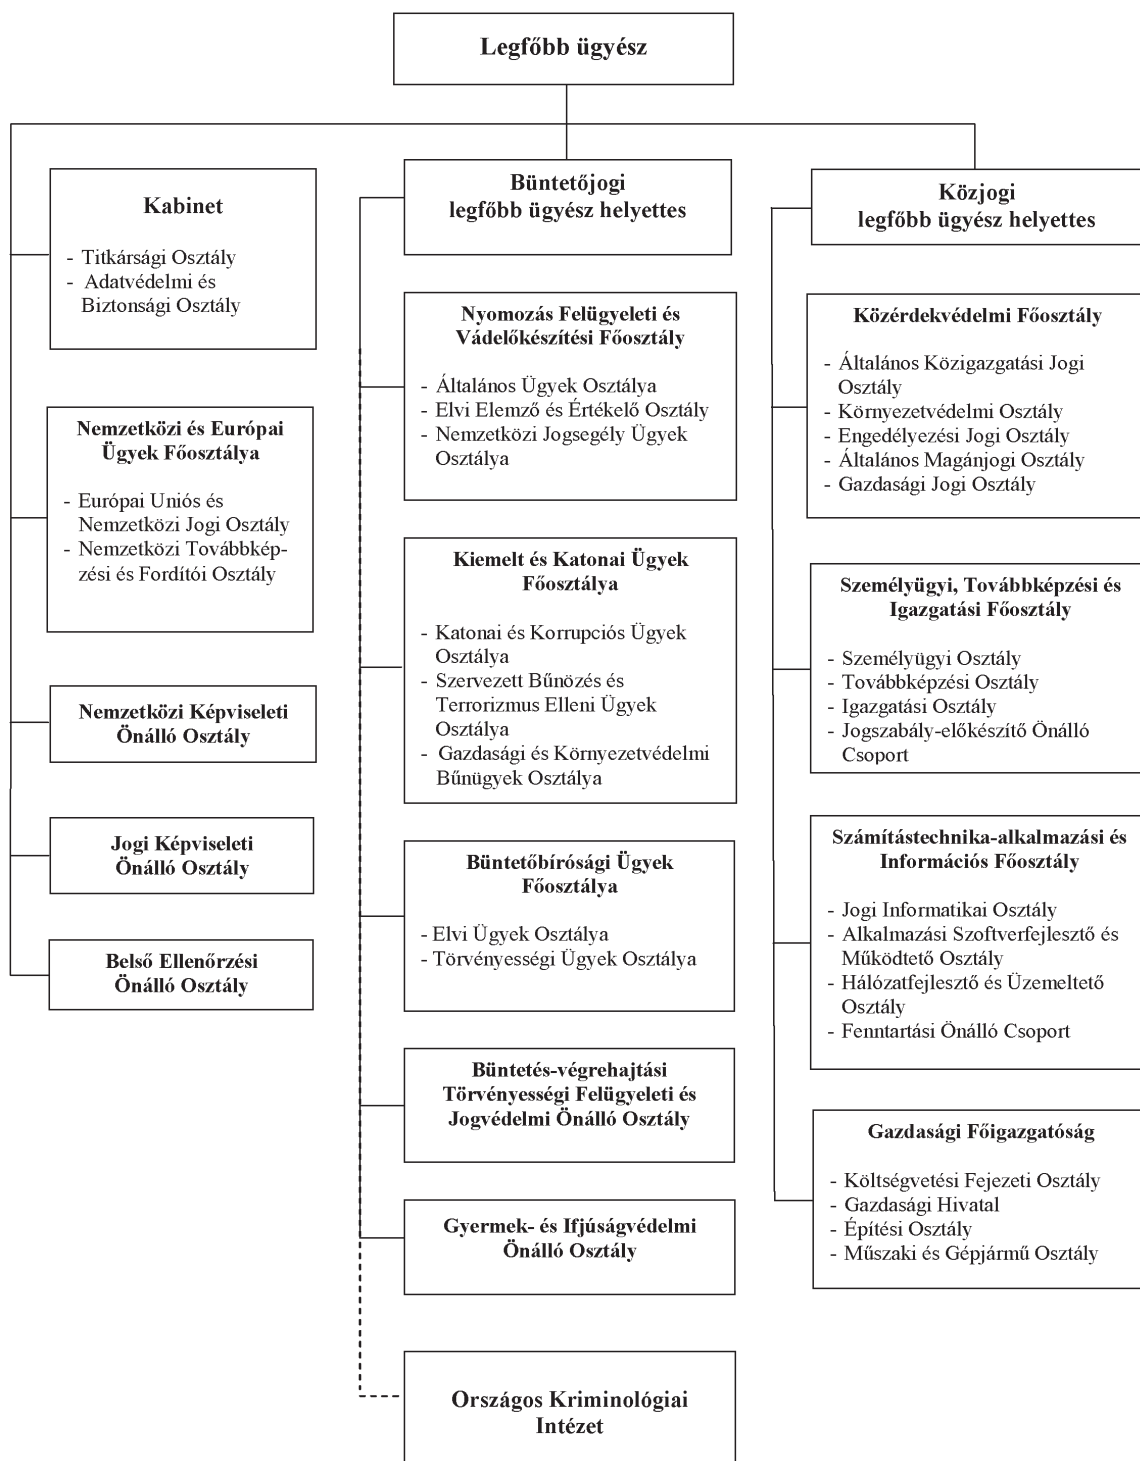 Legfőbb ügyész
Kabinet
- Titkársági Osztály
- Adatvédelmi és
Biztonsági Osztály
Nemzetközi és Európai
Ügyek Főosztálya
- Európai Uniós és
Nemzetközi Jogi Osztály
- Nemzetközi Továbbkép-
zési és Fordítói Osztály
Nemzetközi Képviseleti
Önálló Osztály
Jogi Képviseleti
Önálló Osztály
Belső Ellenőrzési
Önálló Osztály
Büntetőjogi
legfőbb ügyész helyettes
Nyomozás Felügyeleti és
Vádelőkészítési Főosztály
- Általános Ügyek Osztálya
- Elvi Elemző és Értékelő Osztály
- Nemzetközi Jogsegély Ügyek
Osztálya
Kiemelt és Katonai Ügyek
Főosztálya
- Katonai és Korrupciós Ügyek
Osztálya
- Szervezett Bűnözés és
Terrorizmus Elleni Ügyek
Osztálya
- Gazdasági és Környezetvédelmi
Bűnügyek Osztálya
Büntetőbírósági Ügyek
Főosztálya
- Elvi Ügyek Osztálya
- Törvényességi Ügyek Osztálya
Büntetés-végrehajtási
Törvényességi Felügyeleti és
Jogvédelmi Önálló Osztály
Gyermek- és Ifjúságvédelmi
Önálló Osztály
Országos Kriminológiai
Intézet
Közjogi
legfőbb ügyész helyettes
Közérdekvédelmi Főosztály
- Általános Közigazgatási Jogi
Osztály
- Környezetvédelmi Osztály
- Engedélyezési Jogi Osztály
- Általános Magánjogi Osztály
- Gazdasági Jogi Osztály
Személyügyi, Továbbképzési és
Igazgatási Főosztály
- Személyügyi Osztály
- Továbbképzési Osztály
- Igazgatási Osztály
- Jogszabály-előkészítő Önálló
Csoport
Számítástechnika-alkalmazási és
Információs Főosztály
- Jogi Informatikai Osztály
- Alkalmazási Szoftverfejlesztő és
Működtető Osztály
- Hálózatfejlesztő és Üzemeltető
Osztály
- Fenntartási Önálló Csoport
Gazdasági Főigazgatóság
- Költségvetési Fejezeti Osztály
- Gazdasági Hivatal
- Építési Osztály
- Műszaki és Gépjármű Osztály